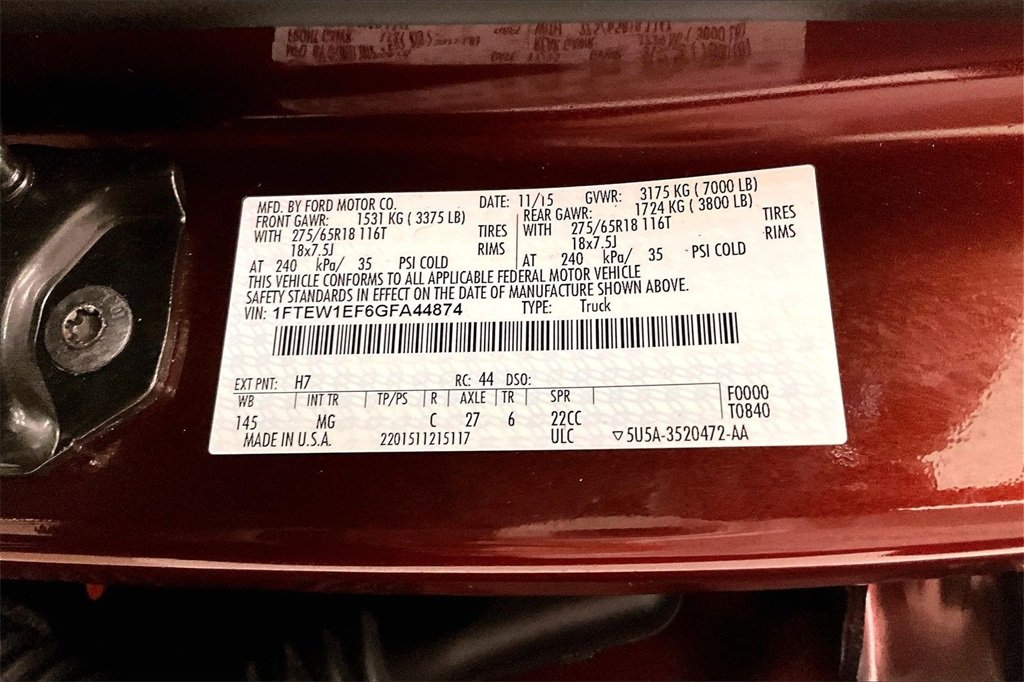 MFD. BY FORD MOTOR CO. DATE: 11/15 GVWR: 3175 KG ( 7000 LB)
FRONT GAWR: 1531 KG ( 3375 LB) REAR GAWR: 1724 KG ( 3800 LB)
WITH 275/65R18 116T TIRES WITH 275/65R18 116T TIRES
18x7.5J RIMS 18x7.5J RIMS
AT 240 kPa/ 35 PSI COLD AT 240 kPa/ 35 PSI COLD
THIS VEHICLE CONFORMS TO ALL APPLICABLE FEDERAL MOTOR VEHICLE
SAFETY STANDARDS IN EFFECT ON THE DATE OF MANUFACTURE SHOWN ABOVE.
VIN: 1FTEW1EF6GFA44874 TYPE: Truck
EXT PNT: H7 RC: 44 DSO:
WB INT TR TP/PS R AXLE TR SPR F0000
145 MG C 27 6 22CC T0840
MADE IN U.S.A. 2201511215117 ULC ▽5U5A-3520472-AA